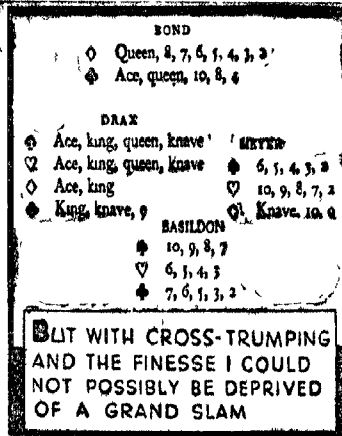 BOND
♢ Queen, 8, 7, 6, 5, 4, 3, 2
♣ Ace, queen, 10, 8, 4
DRAX
♠ Ace, king, queen, knave
♡ Ace, king, queen, knave
♢ Ace, king
♣ King, knave, 9
MEYER
♠ 6, 5, 4, 3, 2
♡ 10, 9, 8, 7, 2
♢ Knave, 10, 9
BASILDON
♠ 10, 9, 8, 7
♡ 6, 5, 4, 3
♣ 7, 6, 5, 3, 2
BUT WITH CROSS-TRUMPING
AND THE FINESSE I COULD
NOT POSSIBLY BE DEPRIVED
OF A GRAND SLAM